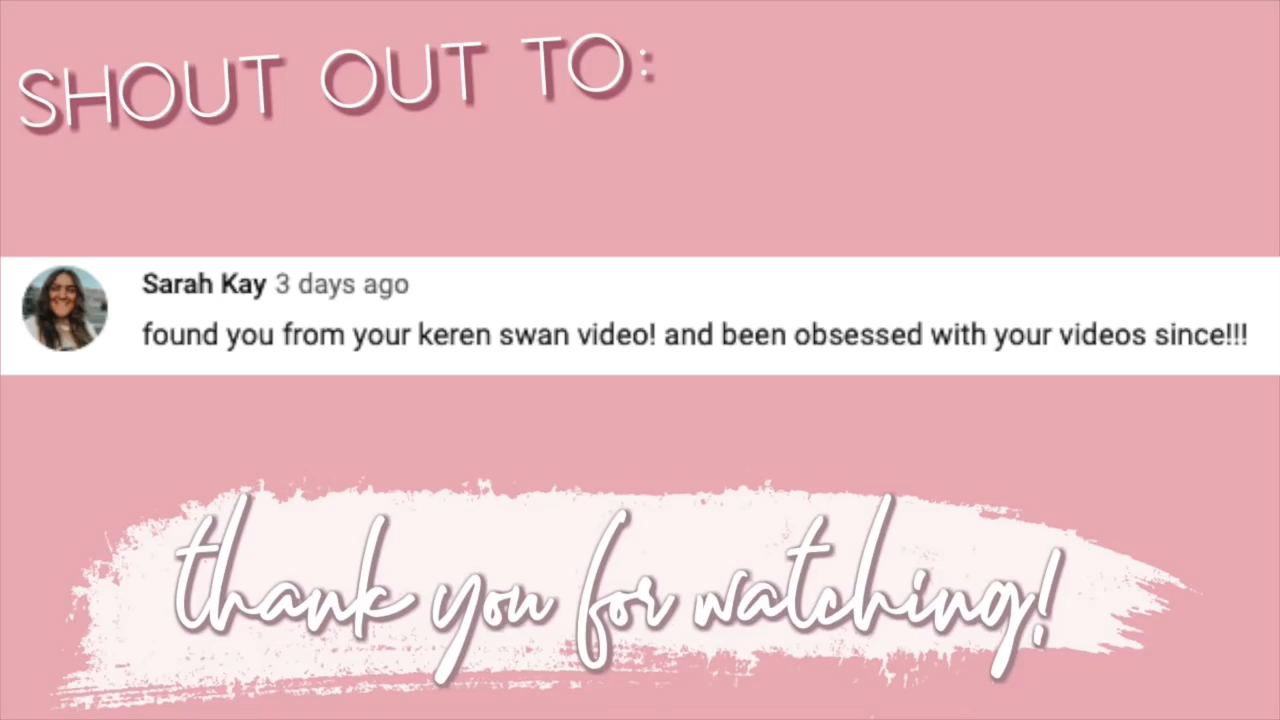 SHOUT OUT TO:
Sarah Kay 3 days ago
found you from your keren swan video! and been obsessed with your videos since!!!
thank you for watching!